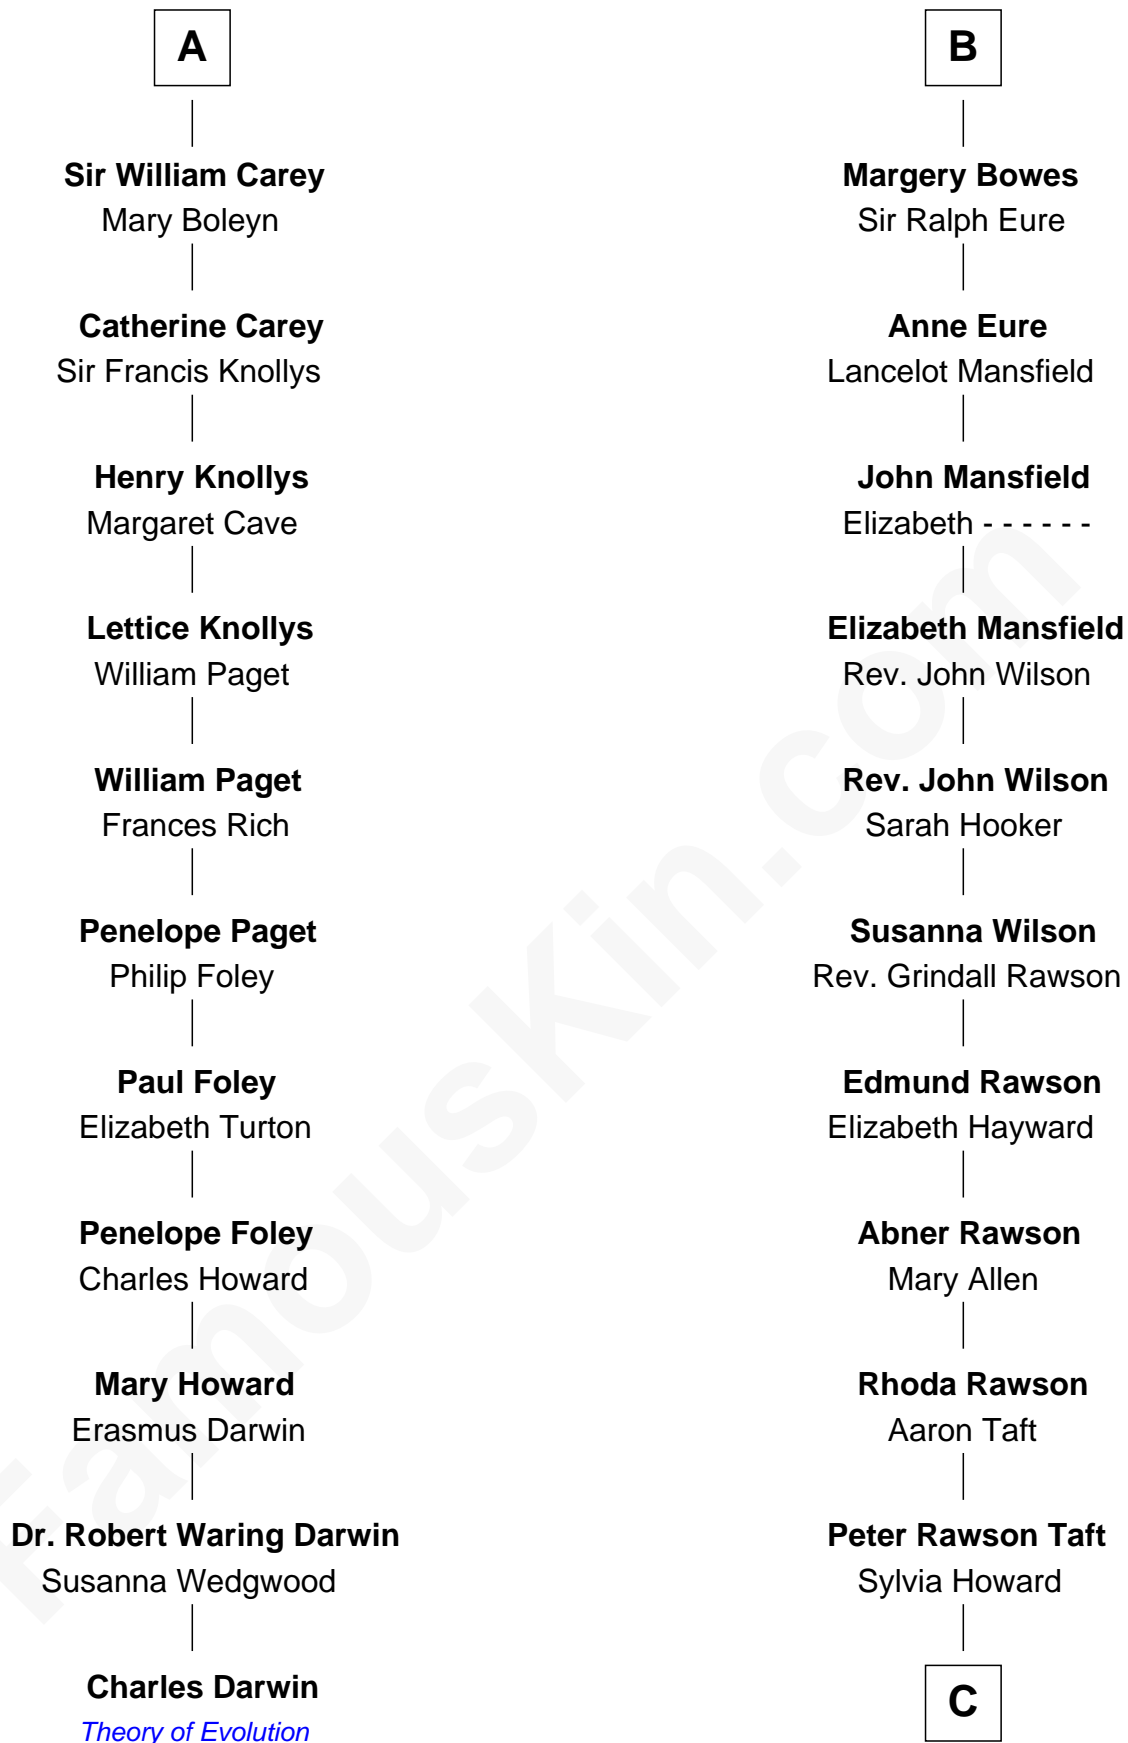 A
Sir William Carey
Mary Boleyn
Catherine Carey
Sir Francis Knollys
Henry Knollys
Margaret Cave
Lettice Knollys
William Paget
William Paget
Frances Rich
Penelope Paget
Philip Foley
Paul Foley
Elizabeth Turton
Penelope Foley
Charles Howard
Mary Howard
Erasmus Darwin
Dr. Robert Waring Darwin
Susanna Wedgwood
Charles Darwin
Theory of Evolution
B
Margery Bowes
Sir Ralph Eure
Anne Eure
Lancelot Mansfield
John Mansfield
Elizabeth - - - - - -
Elizabeth Mansfield
Rev. John Wilson
Rev. John Wilson
Sarah Hooker
Susanna Wilson
Rev. Grindall Rawson
Edmund Rawson
Elizabeth Hayward
Abner Rawson
Mary Allen
Rhoda Rawson
Aaron Taft
Peter Rawson Taft
Sylvia Howard
C
FamousKin.com